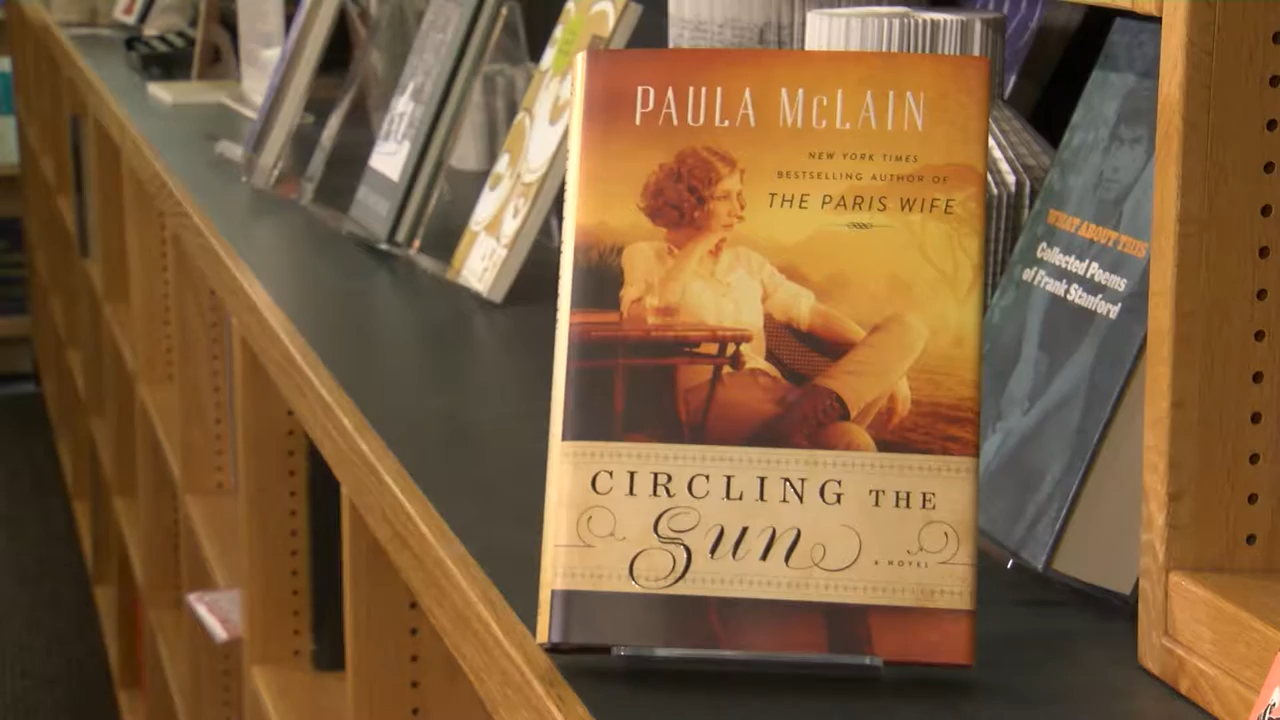 PAULA McLAIN
NEW YORK TIMES
BESTSELLING AUTHOR OF
THE PARIS WIFE
CIRCLING THE
Sun
A NOVEL
WHAT ABOUT THIS
Collected Poems
of Frank Stanford